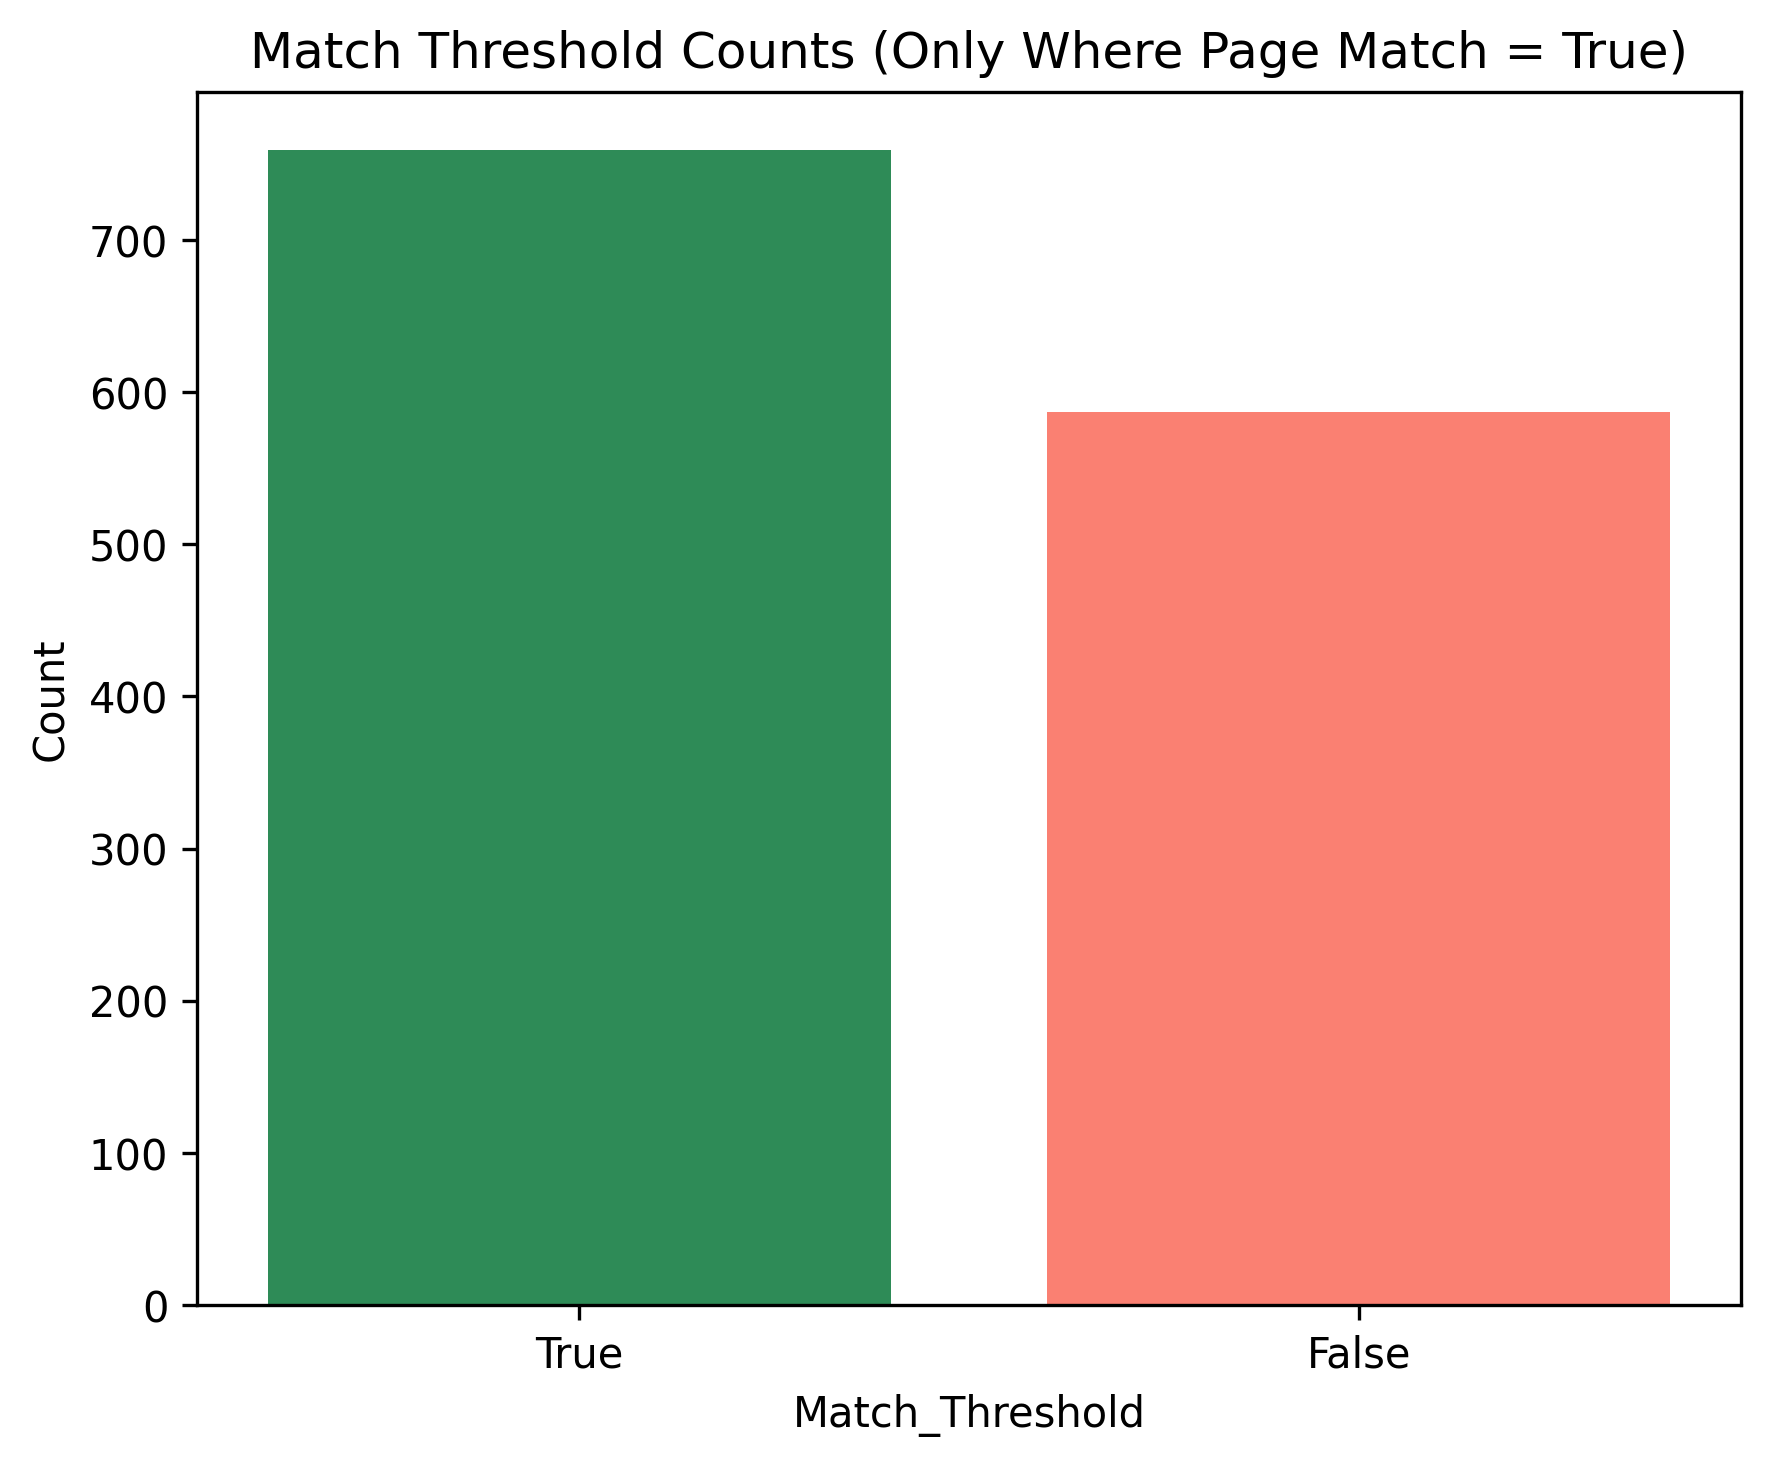 Match Threshold Counts (Only Where Page Match = True)
700
600
500
400
300
200
100
0
Count
True False
Match_Threshold